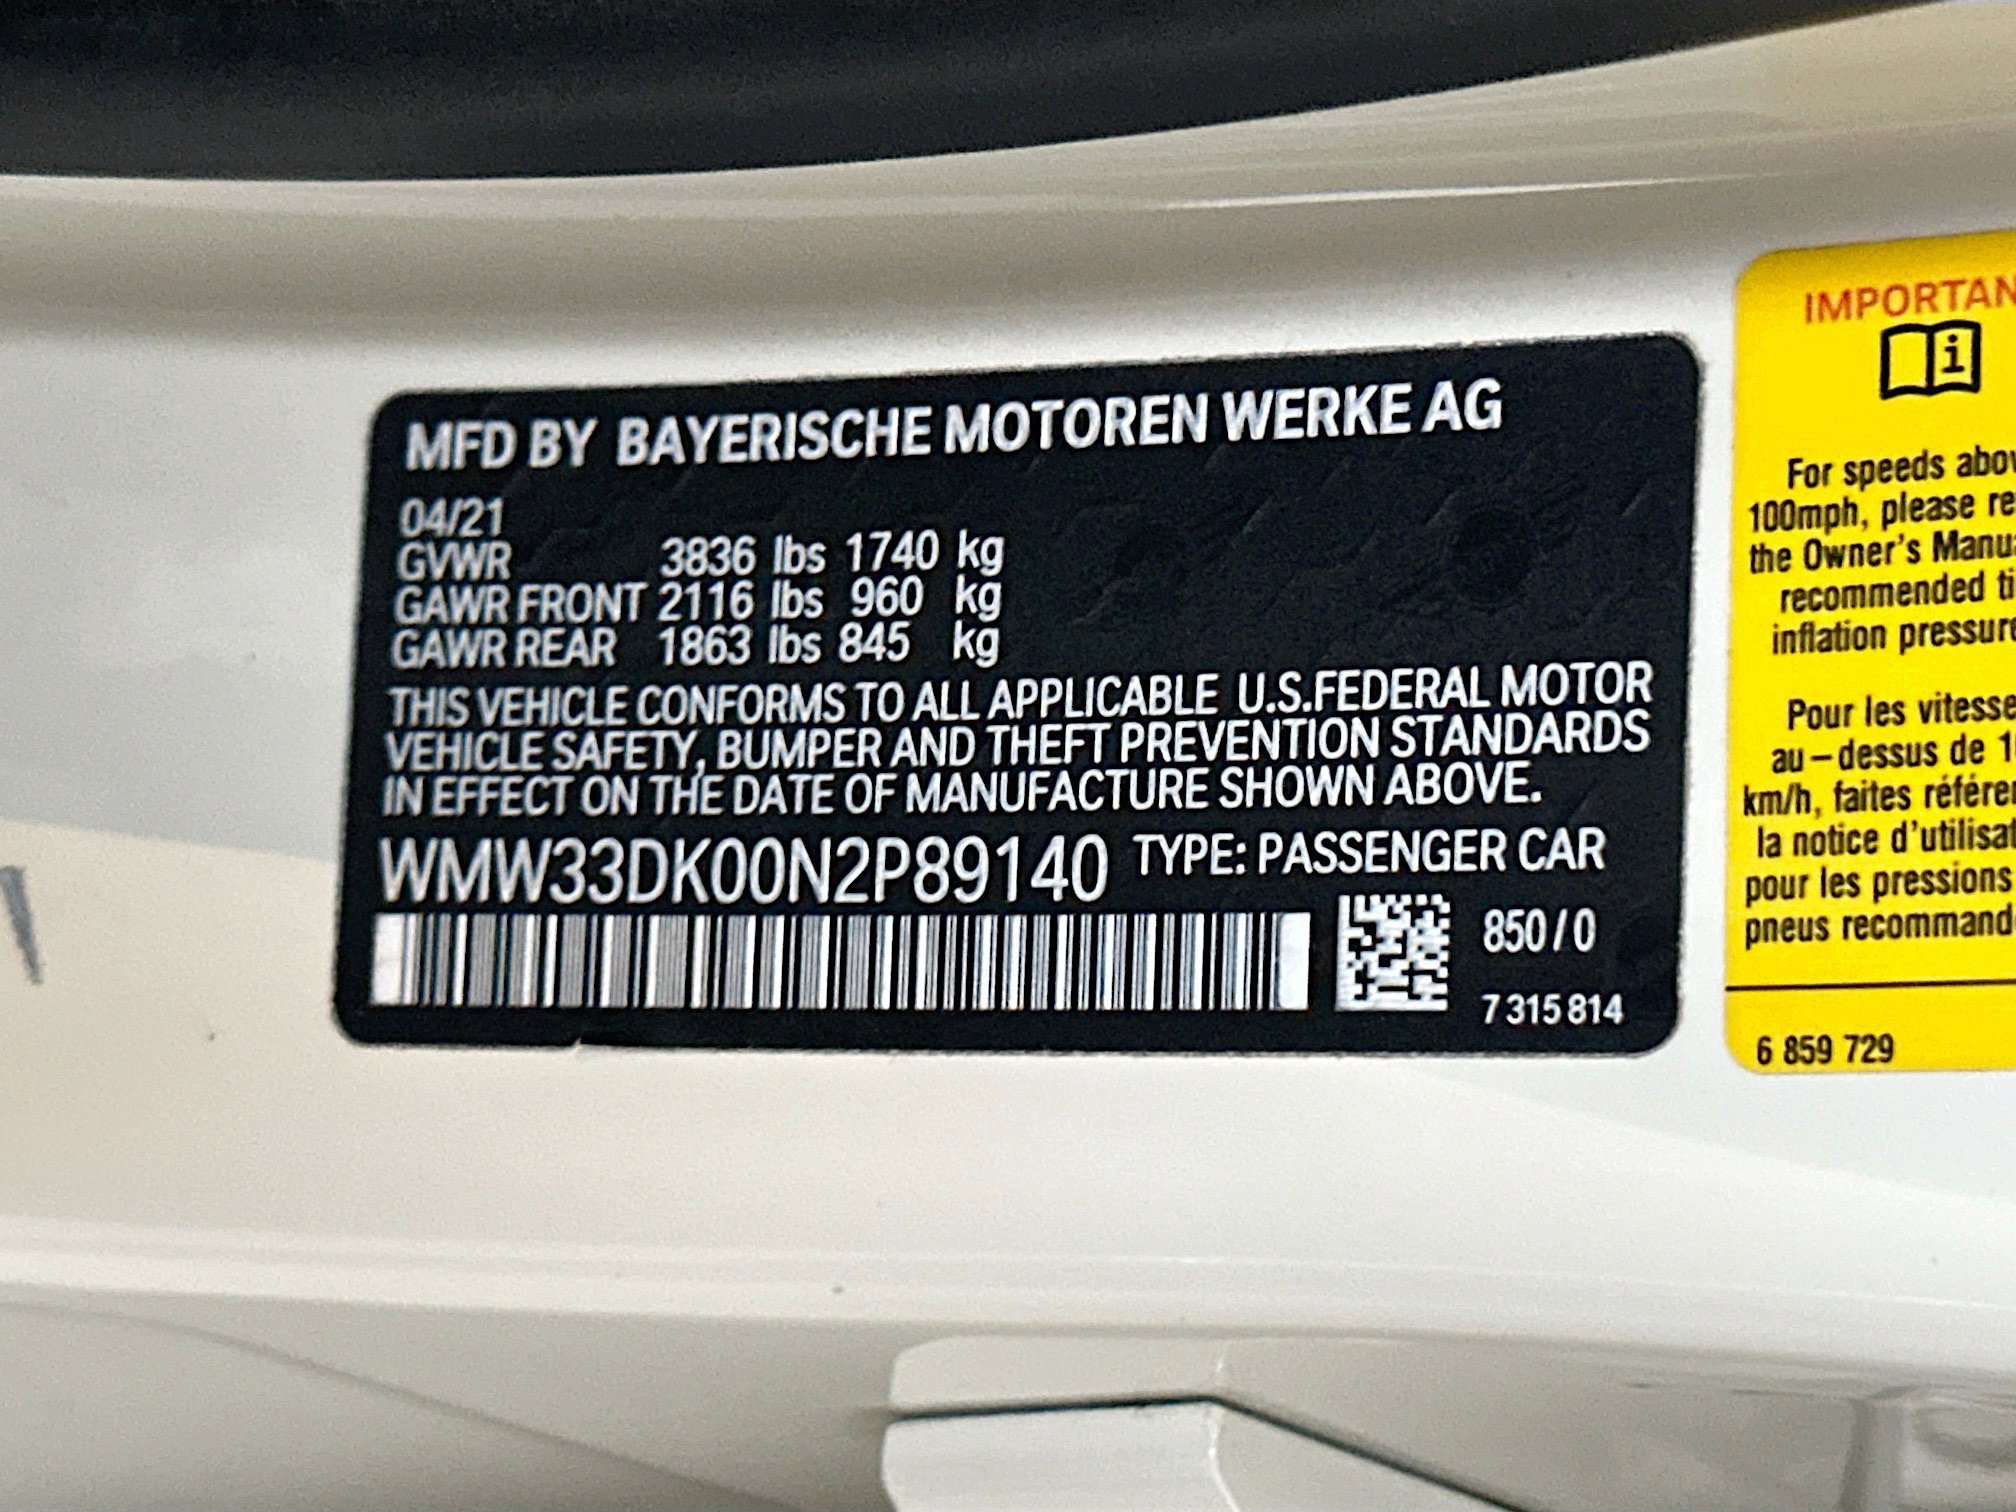 MFD BY BAYERISCHE MOTOREN WERKE AG
04/21
GVWR 3836 lbs 1740 kg
GAWR FRONT 2116 lbs 960 kg
GAWR REAR 1863 lbs 845 kg
THIS VEHICLE CONFORMS TO ALL APPLICABLE U.S.FEDERAL MOTOR
VEHICLE SAFETY, BUMPER AND THEFT PREVENTION STANDARDS
IN EFFECT ON THE DATE OF MANUFACTURE SHOWN ABOVE.
WMW33DK00N2P89140 TYPE: PASSENGER CAR
850/0
7 315 814
IMPORTAN
For speeds abov
100mph, please re
the Owner's Manua
recommended ti
inflation pressure
Pour les vitesse
au-dessus de 1
km/h, faites référe
la notice d'utilisat
pour les pressions
pneus recommand
6 859 729